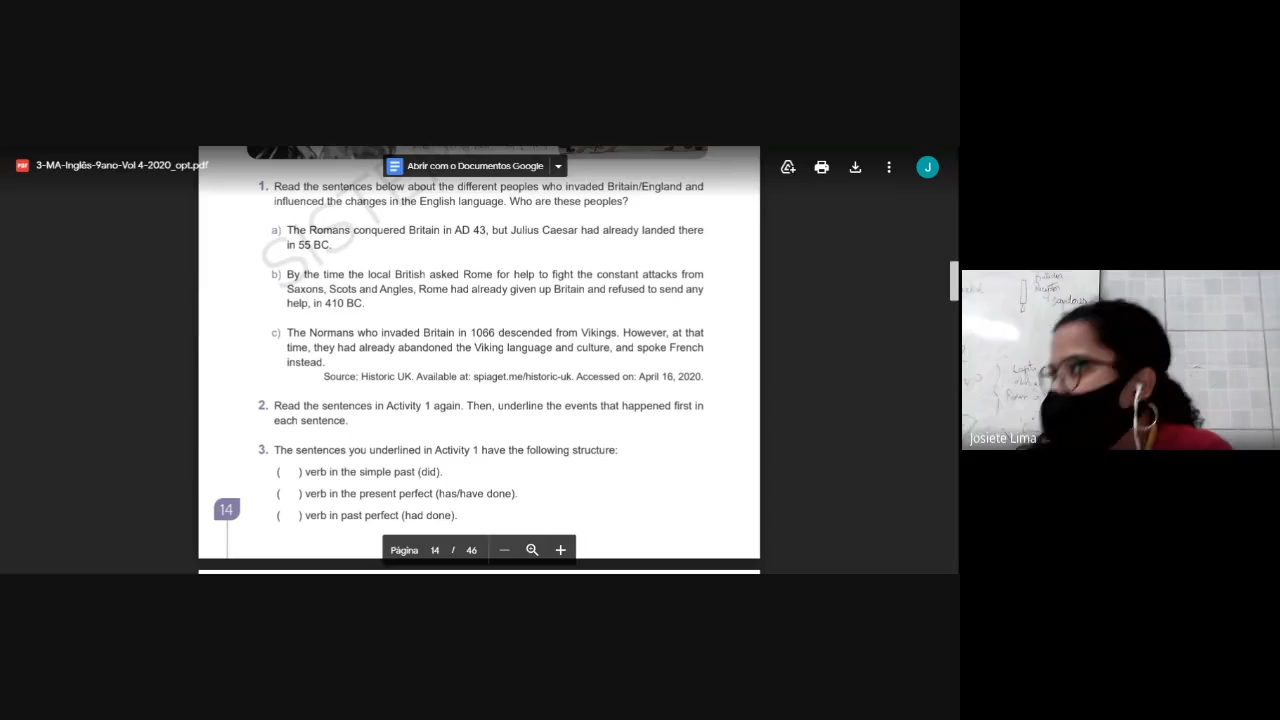 3-MA-Inglês-9ano-Vol 4-2020_opt.pdf
Abrir com o Documentos Google
J
1. Read the sentences below about the different peoples who invaded Britain/England and
influenced the changes in the English language. Who are these peoples?
a) The Romans conquered Britain in AD 43, but Julius Caesar had already landed there
in 55 BC.
b) By the time the local British asked Rome for help to fight the constant attacks from
Saxons, Scots and Angles, Rome had already given up Britain and refused to send any
help, in 410 BC.
c) The Normans who invaded Britain in 1066 descended from Vikings. However, at that
time, they had already abandoned the Viking language and culture, and spoke French
instead.
Source: Historic UK. Available at: spiaget.me/historic-uk. Accessed on: April 16, 2020.
2. Read the sentences in Activity 1 again. Then, underline the events that happened first in
each sentence.
3. The sentences you underlined in Activity 1 have the following structure:
( ) verb in the simple past (did).
( ) verb in the present perfect (has/have done).
( ) verb in past perfect (had done).
14
Página 14 / 46
Josiete Lima